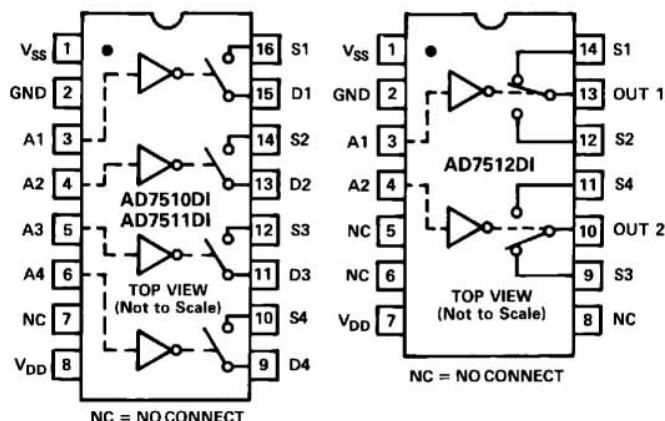 VSS 1
GND 2
A1 3
A2 4
A3 5
A4 6
NC 7
VDD 8
16 S1
15 D1
14 S2
13 D2
12 S3
11 D3
10 S4
9 D4
AD7510DI
AD7511DI
TOP VIEW
(Not to Scale)
NC = NO CONNECT
VSS 1
GND 2
A1 3
A2 4
NC 5
NC 6
VDD 7
14 S1
13 OUT 1
12 S2
11 S4
10 OUT 2
9 S3
8 NC
AD7512DI
TOP VIEW
(Not to Scale)
NC = NO CONNECT